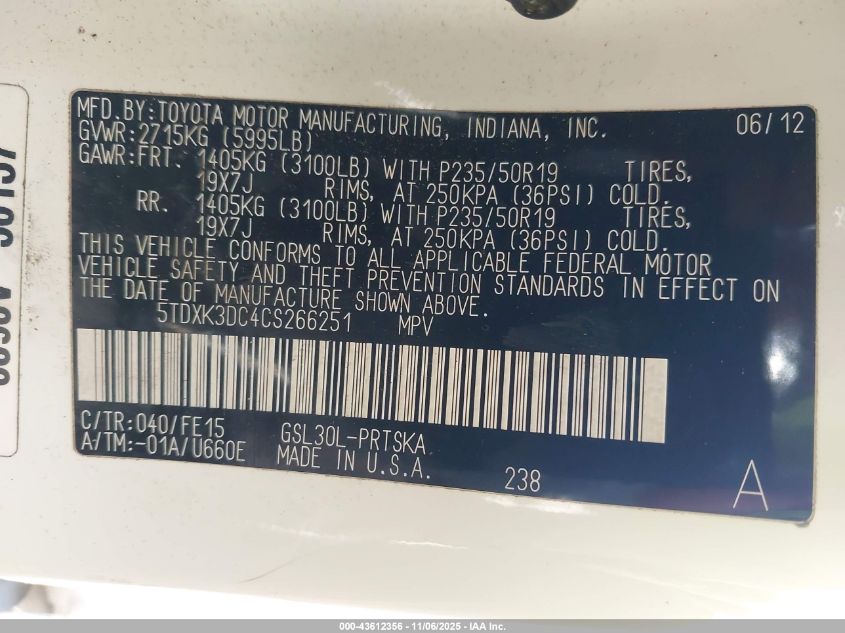 MFD.BY:TOYOTA MOTOR MANUFACTURING, INDIANA, INC. 06/12
GVWR:2715KG (5995LB)
GAWR:FRT. 1405KG (3100LB) WITH P235/50R19 TIRES,
19X7J RIMS, AT 250KPA (36PSI) COLD.
RR. 1405KG (3100LB) WITH P235/50R19 TIRES,
19X7J RIMS, AT 250KPA (36PSI) COLD.
THIS VEHICLE CONFORMS TO ALL APPLICABLE FEDERAL MOTOR
VEHICLE SAFETY AND THEFT PREVENTION STANDARDS IN EFFECT ON
THE DATE OF MANUFACTURE SHOWN ABOVE.
5TDXK3DC4CS266251 MPV
C/TR:040/FE15 GSL30L-PRTSKA
A/TM:-01A/U660E MADE IN U.S.A. 238 A
000-43612356 - 11/06/2025 - IAA Inc.